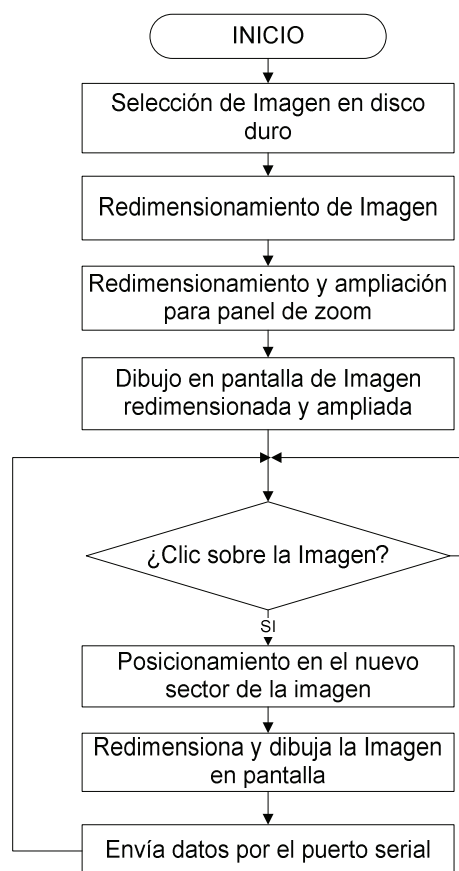 INICIO
Selección de Imagen en disco
duro
Redimensionamiento de Imagen
Redimensionamiento y ampliación
para panel de zoom
Dibujo en pantalla de Imagen
redimensionada y ampliada
¿Clic sobre la Imagen?
SI
Posicionamiento en el nuevo
sector de la imagen
Redimensiona y dibuja la Imagen
en pantalla
Envía datos por el puerto serial